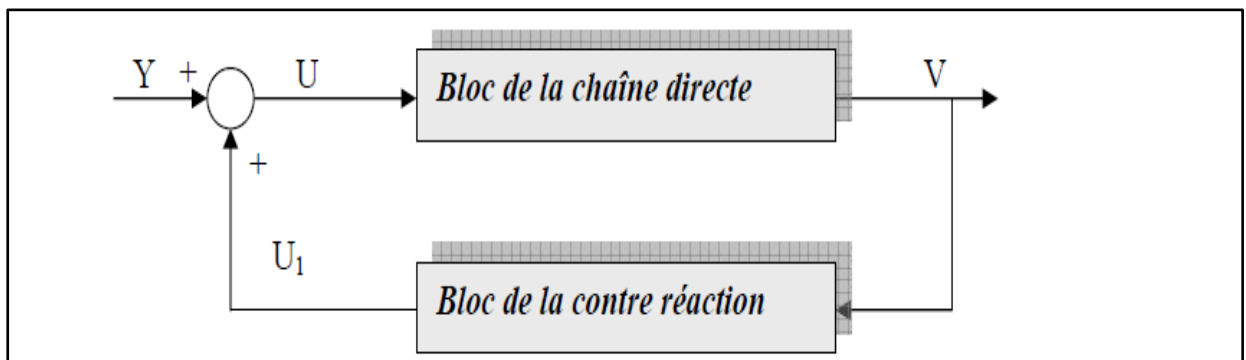 Y + U Bloc de la chaîne directe V
+
U₁
Bloc de la contre réaction